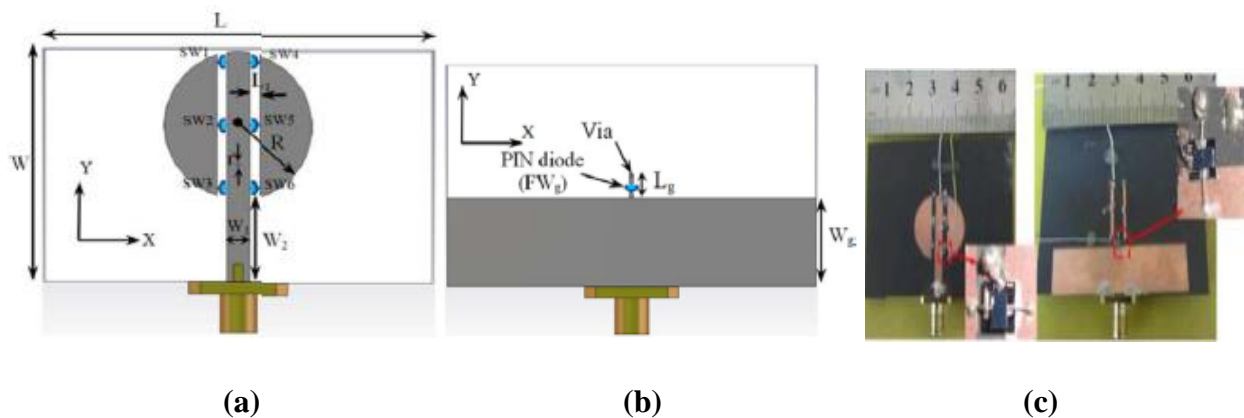 L
SW1
SW4
L1
W
Y
SW2
SW5
R
r
SW3
SW6
W1
W2
X
Y
X
Via
PIN diode
(FWg)
Lg
Wg
1 2 3 4 5 6
1 2 3 4 5 6
(a)
(b)
(c)